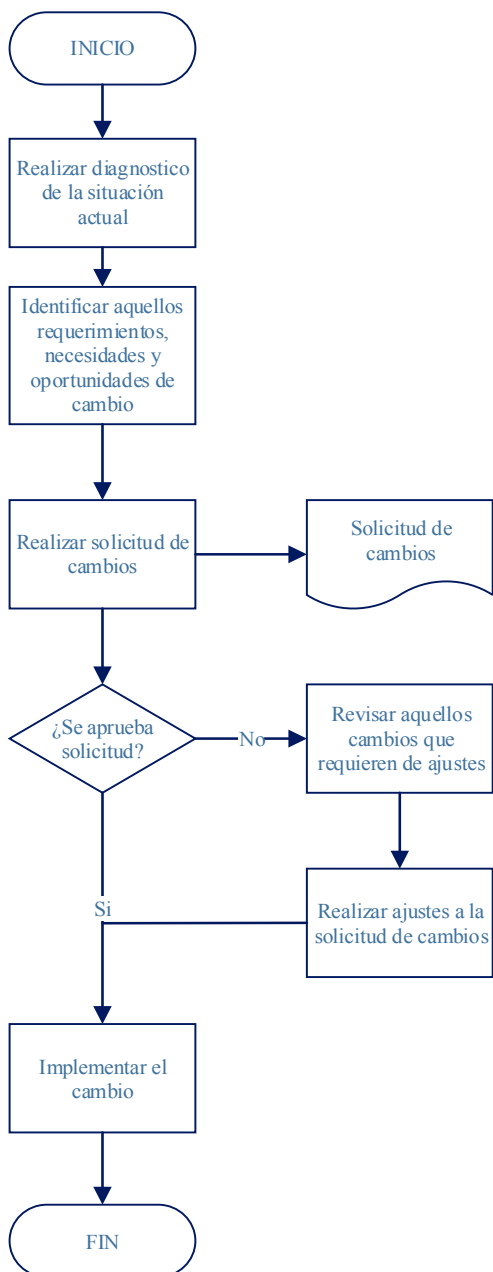 INICIO
Realizar diagnostico
de la situación
actual
Identificar aquellos
requerimientos,
necesidades y
oportunidades de
cambio
Realizar solicitud de
cambios
Solicitud de
cambios
¿Se aprueba
solicitud?
No
Revisar aquellos
cambios que
requieren de ajustes
Si
Realizar ajustes a la
solicitud de cambios
Implementar el
cambio
FIN